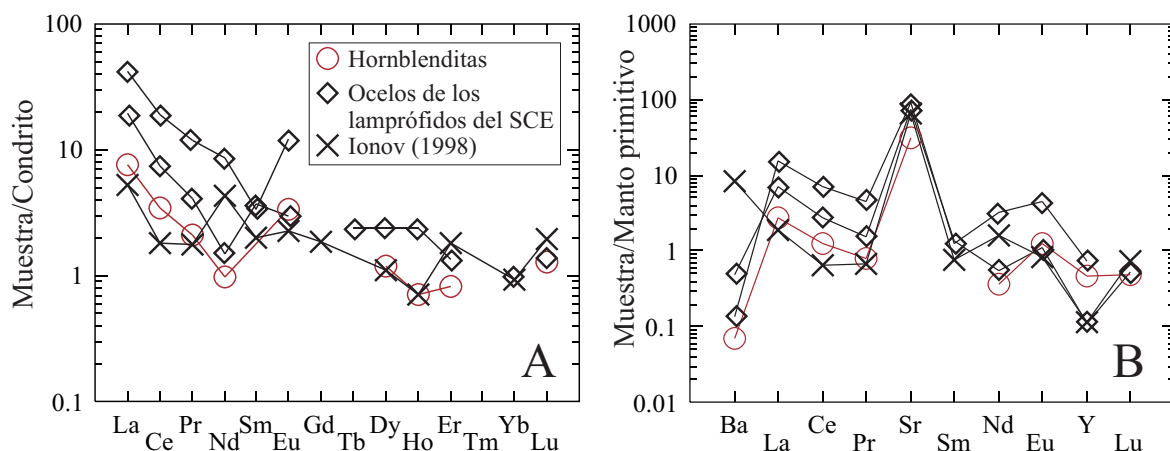 100
10
1
0.1
Muestra/Condrito
Hornblenditas
Ocelos de los
lamprófidos del SCE
Ionov (1998)
A
La Ce Pr Nd Sm Eu Gd Tb Dy Ho Er Tm Yb Lu
1000
100
10
1
0.1
0.01
Muestra/Manto primitivo
B
Ba La Ce Pr Sr Sm Nd Eu Y Lu